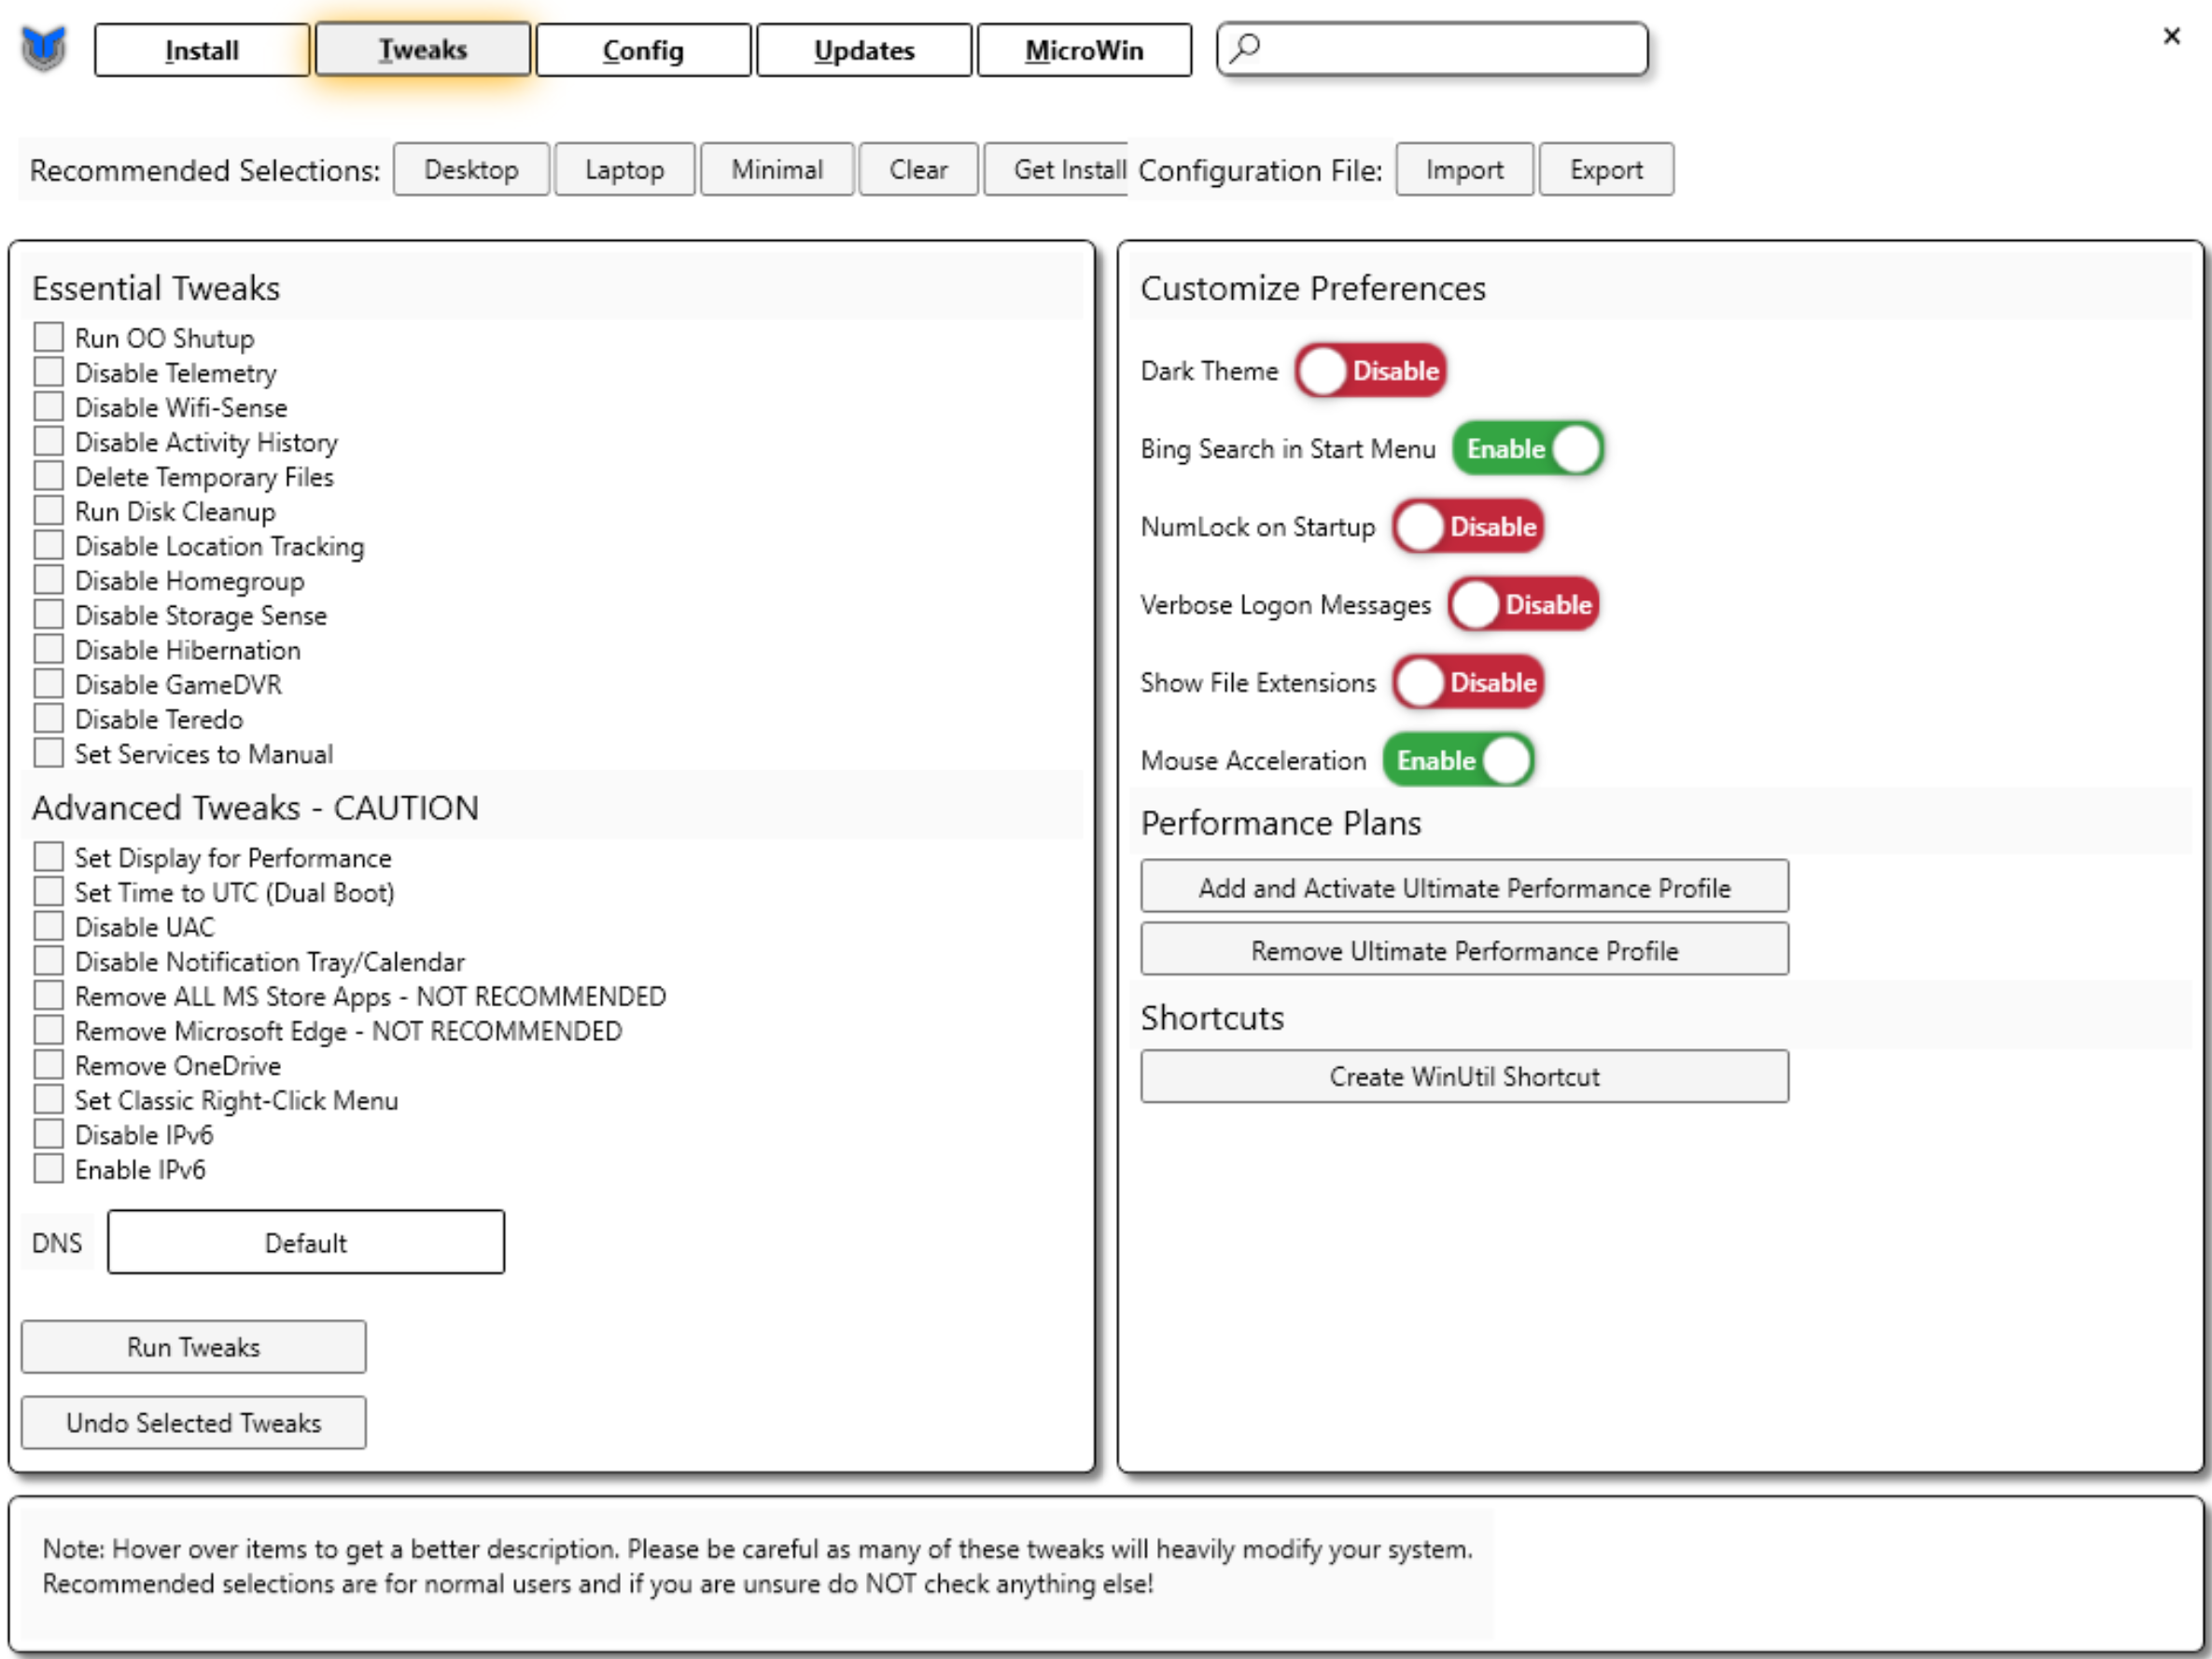 Install Tweaks Config Updates MicroWin
Recommended Selections: Desktop Laptop Minimal Clear Get Install Configuration File: Import Export
Essential Tweaks
Run OO Shutup
Disable Telemetry
Disable Wifi-Sense
Disable Activity History
Delete Temporary Files
Run Disk Cleanup
Disable Location Tracking
Disable Homegroup
Disable Storage Sense
Disable Hibernation
Disable GameDVR
Disable Teredo
Set Services to Manual
Advanced Tweaks - CAUTION
Set Display for Performance
Set Time to UTC (Dual Boot)
Disable UAC
Disable Notification Tray/Calendar
Remove ALL MS Store Apps - NOT RECOMMENDED
Remove Microsoft Edge - NOT RECOMMENDED
Remove OneDrive
Set Classic Right-Click Menu
Disable IPv6
Enable IPv6
DNS Default
Run Tweaks
Undo Selected Tweaks
Customize Preferences
Dark Theme Disable
Bing Search in Start Menu Enable
NumLock on Startup Disable
Verbose Logon Messages Disable
Show File Extensions Disable
Mouse Acceleration Enable
Performance Plans
Add and Activate Ultimate Performance Profile
Remove Ultimate Performance Profile
Shortcuts
Create WinUtil Shortcut
Note: Hover over items to get a better description. Please be careful as many of these tweaks will heavily modify your system.
Recommended selections are for normal users and if you are unsure do NOT check anything else!